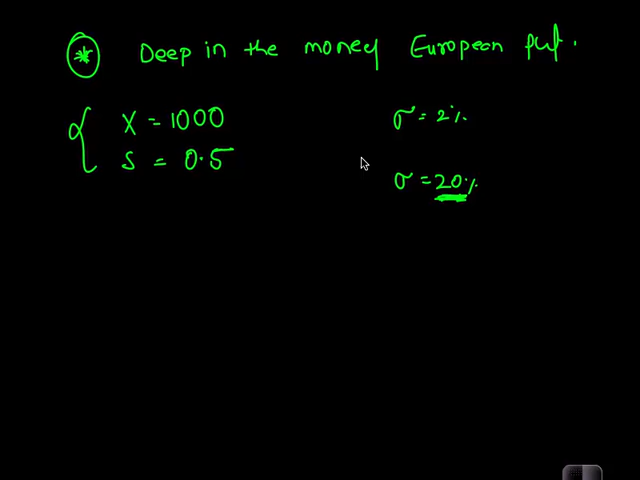 * Deep in the money European put.
X = 1000
S = 0.5
σ = 2%
σ = 20%